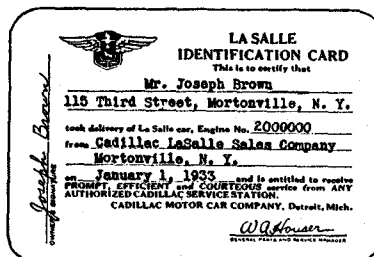 LA SALLE
IDENTIFICATION CARD
This is to certify that
Mr. Joseph Brown
115 Third Street, Mortonville, N. Y.
took delivery of La Salle car, Engine No. 2000000
from Cadillac LaSalle Sales Company
Mortonville, N. Y.
on January 1, 1933 and is entitled to receive
PROMPT, EFFICIENT and COURTEOUS service from ANY
AUTHORIZED CADILLAC SERVICE STATION.
CADILLAC MOTOR CAR COMPANY, Detroit, Mich.
W A Houser
GENERAL PARTS AND SERVICE MANAGER
Joseph Brown
OWNER'S SIGNATURE